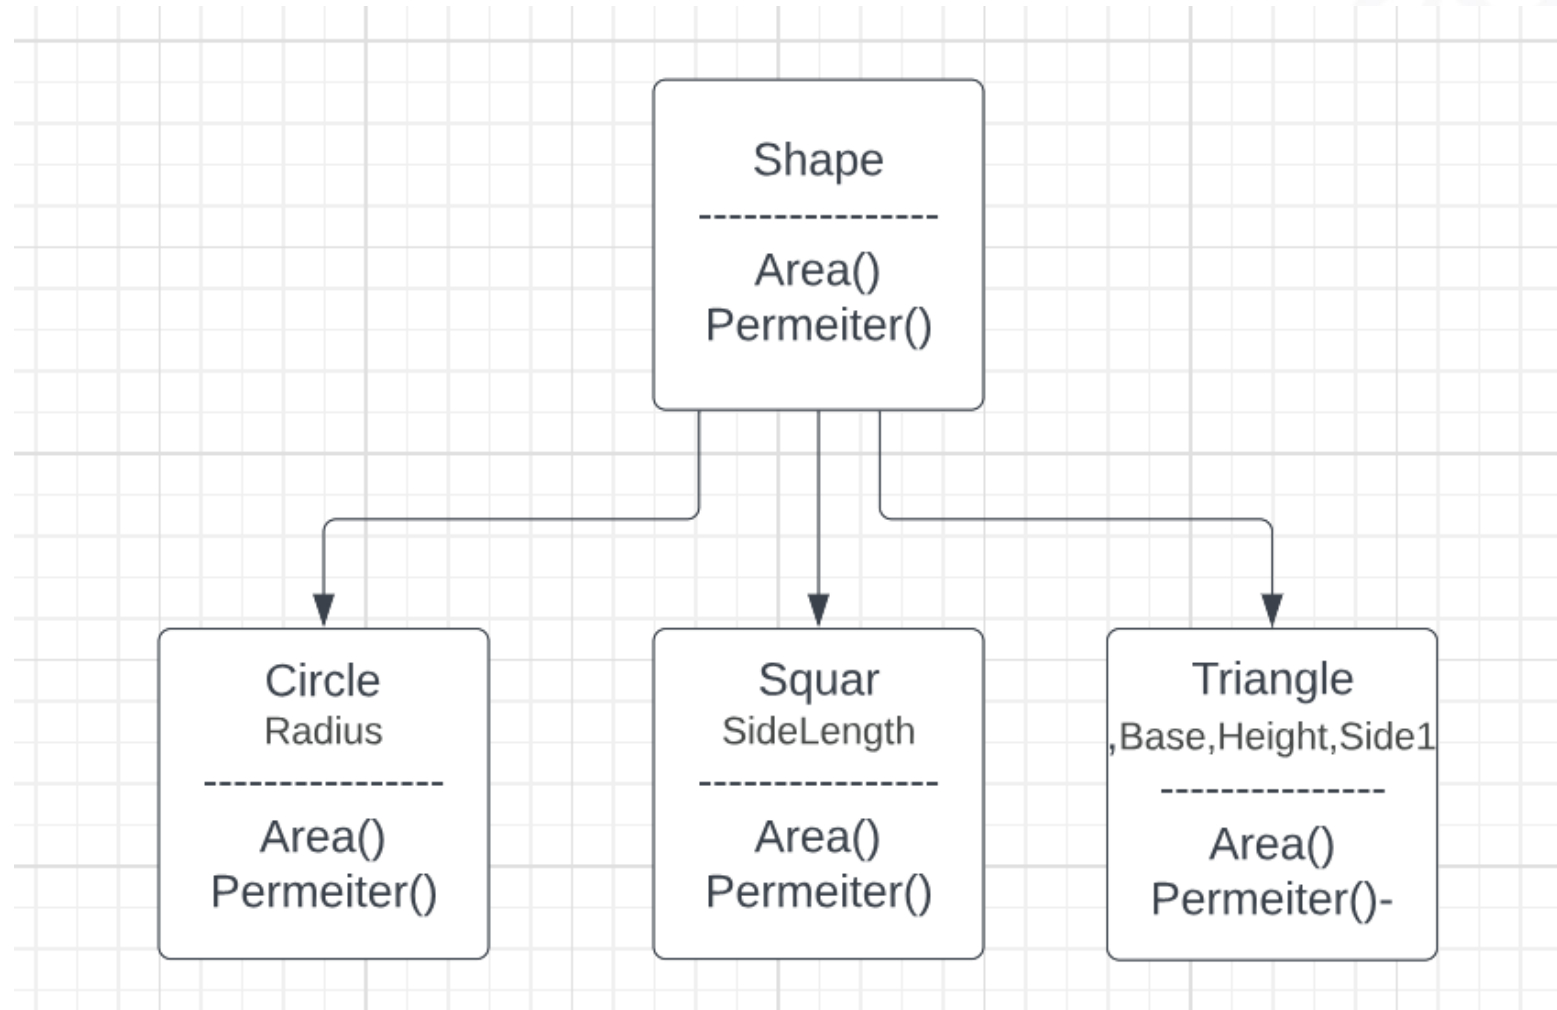 Shape
----------------
Area()
Permeiter()
Circle
Radius
----------------
Area()
Permeiter()
Squar
SideLength
----------------
Area()
Permeiter()
Triangle
,Base,Height,Side1
---------------
Area()
Permeiter()-